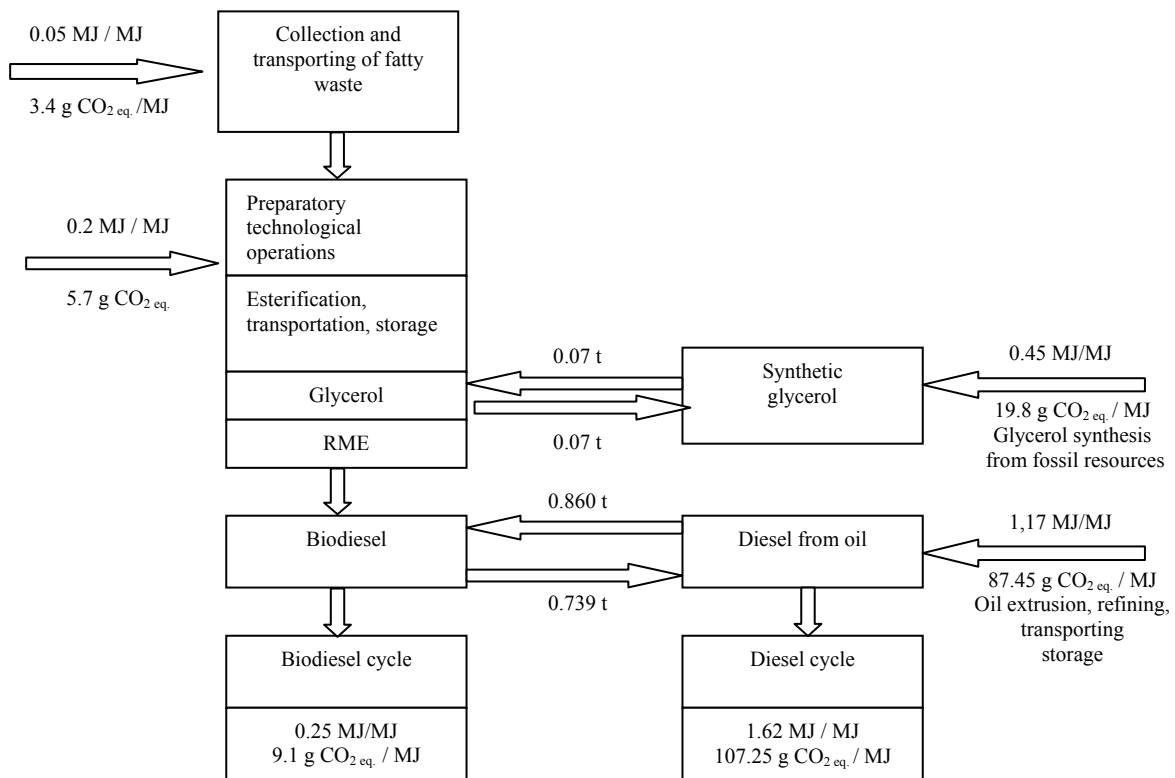 0.05 MJ / MJ
3.4 g CO2 eq. /MJ
Collection and
transporting of fatty
waste
0.2 MJ / MJ
5.7 g CO2 eq.
Preparatory
technological
operations
Esterification,
transportation, storage
Glycerol
RME
0.07 t
0.07 t
Synthetic
glycerol
0.45 MJ/MJ
19.8 g CO2 eq. / MJ
Glycerol synthesis
from fossil resources
Biodiesel
0.860 t
0.739 t
Diesel from oil
1,17 MJ/MJ
87.45 g CO2 eq. / MJ
Oil extrusion, refining,
transporting
storage
Biodiesel cycle
0.25 MJ/MJ
9.1 g CO2 eq. / MJ
Diesel cycle
1.62 MJ / MJ
107.25 g CO2 eq. / MJ